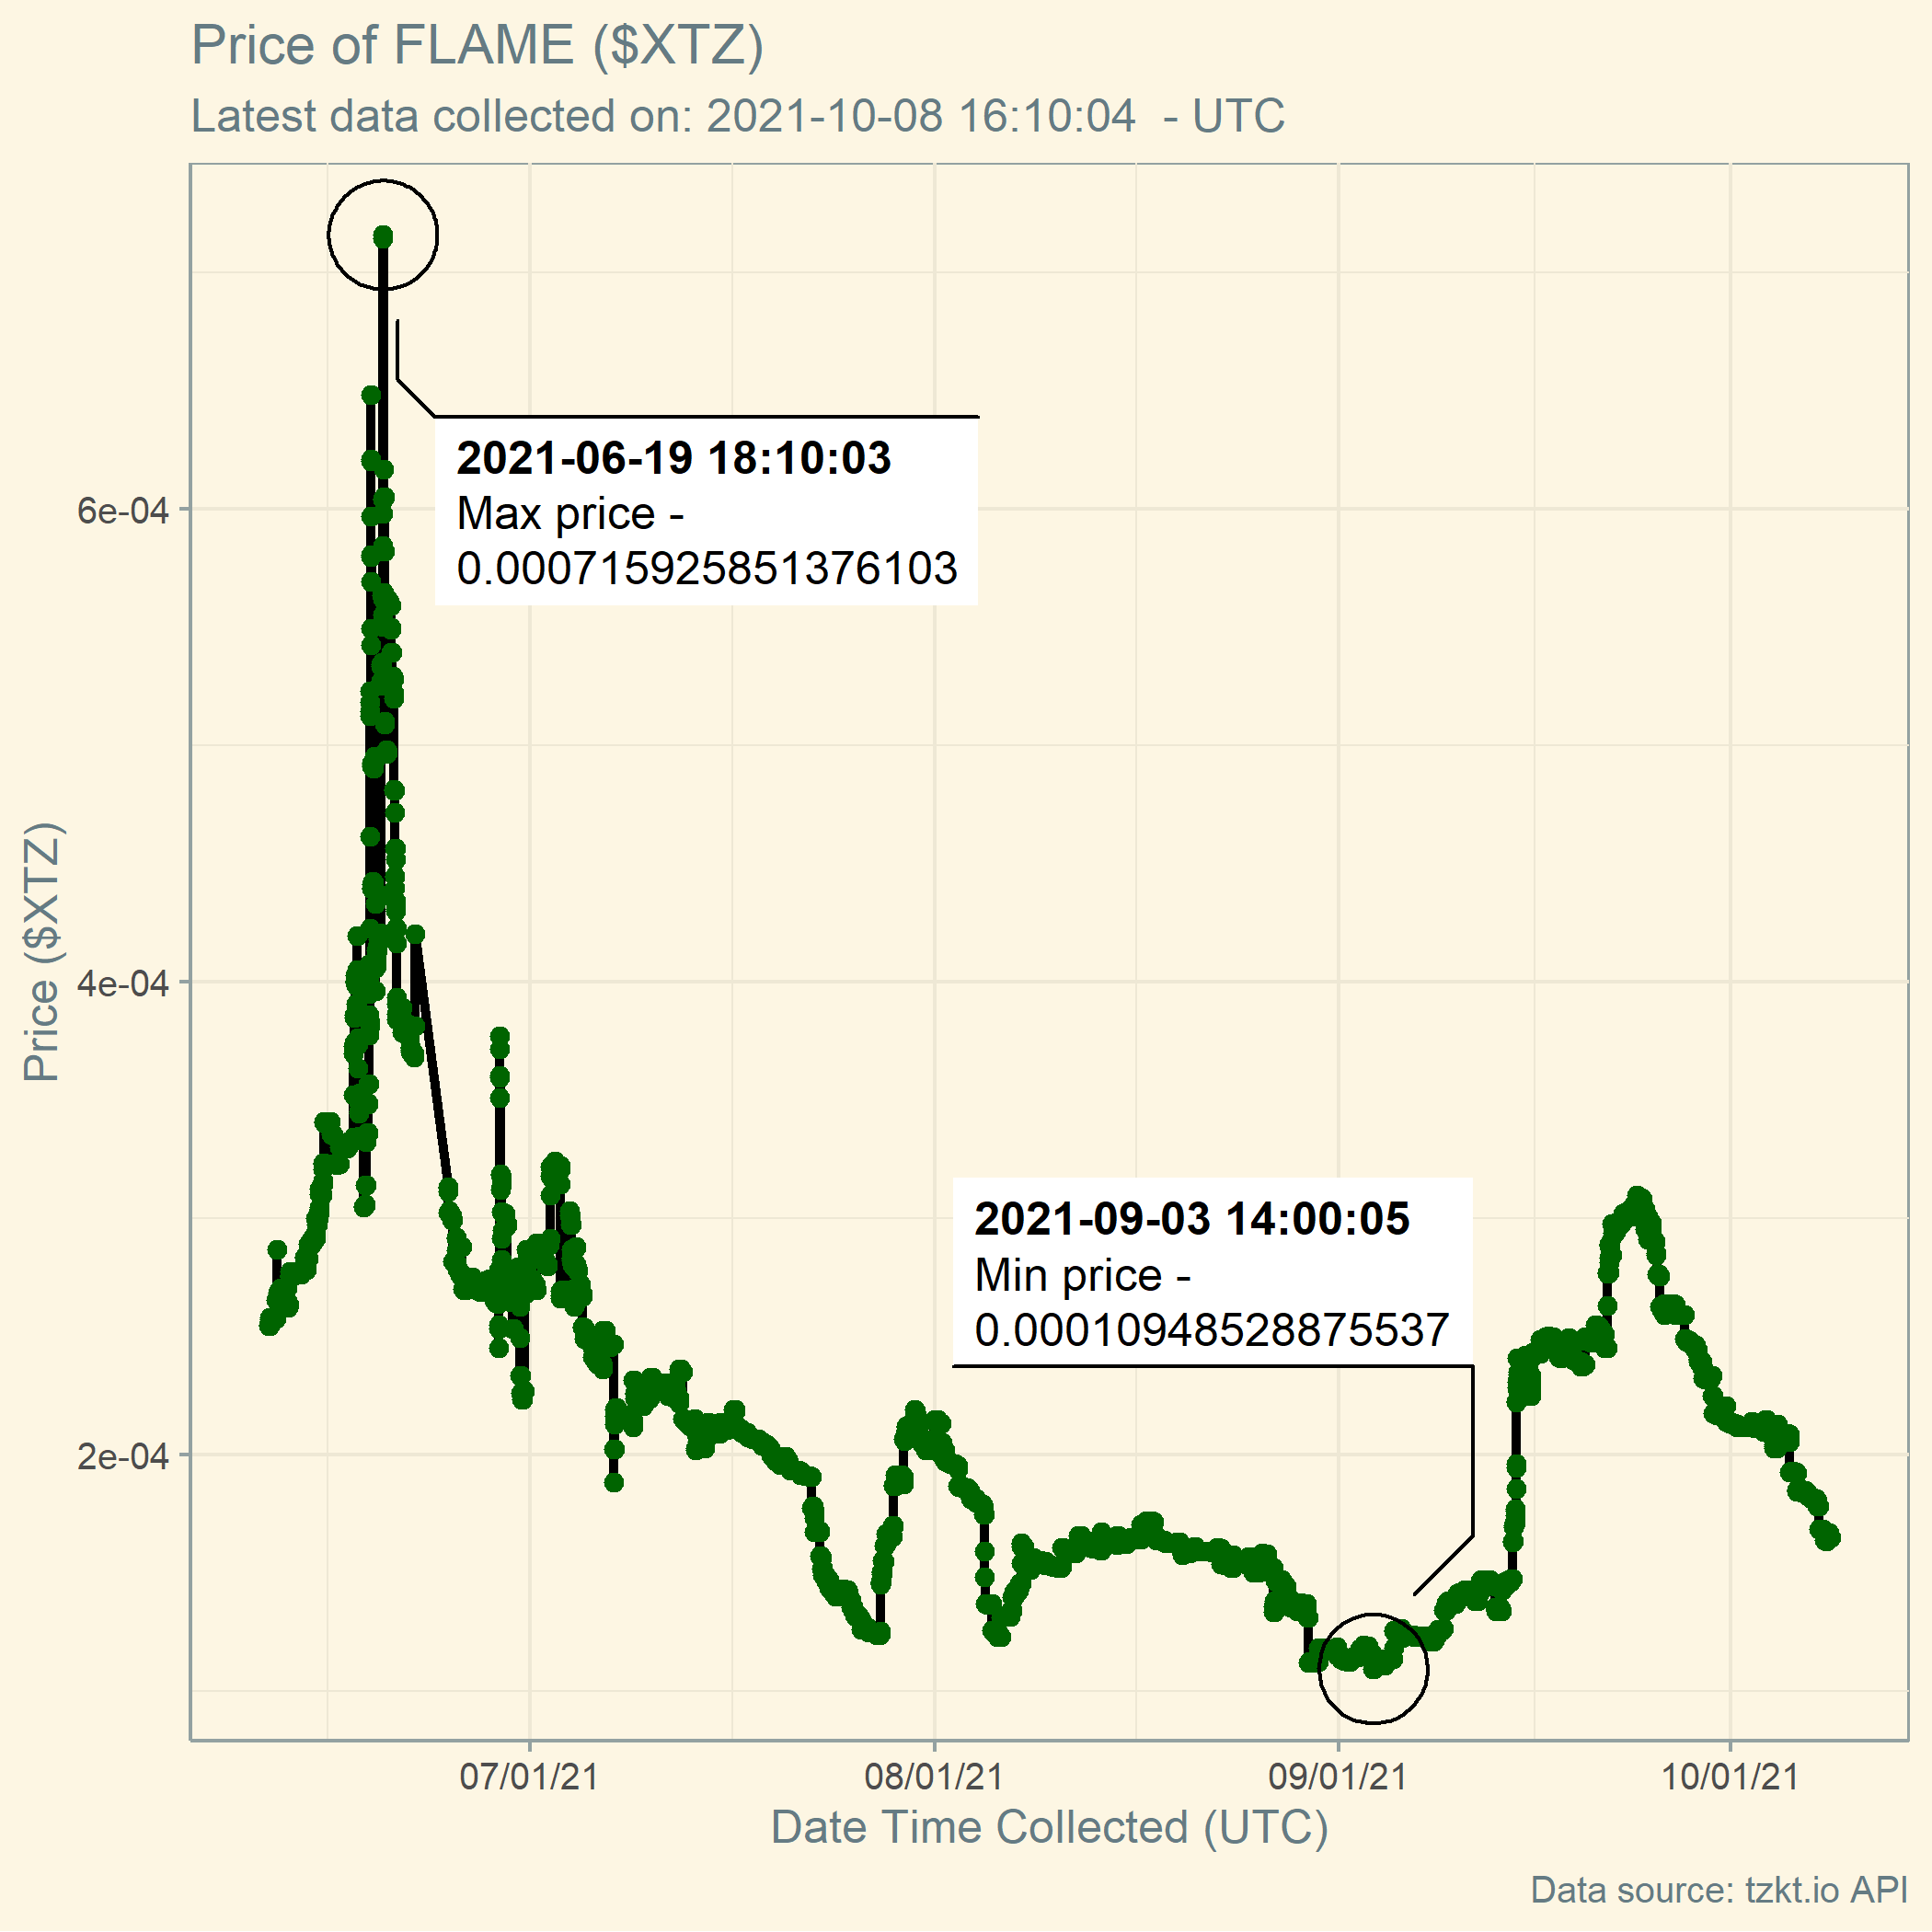 Price of FLAME ($XTZ)
Latest data collected on: 2021-10-08 16:10:04  - UTC
2021-06-19 18:10:03
Max price -
0.000715925851376103
6e-04
4e-04
2e-04
Price ($XTZ)
2021-09-03 14:00:05
Min price -
0.00010948528875537
07/01/21
08/01/21
09/01/21
10/01/21
Date Time Collected (UTC)
Data source: tzkt.io API